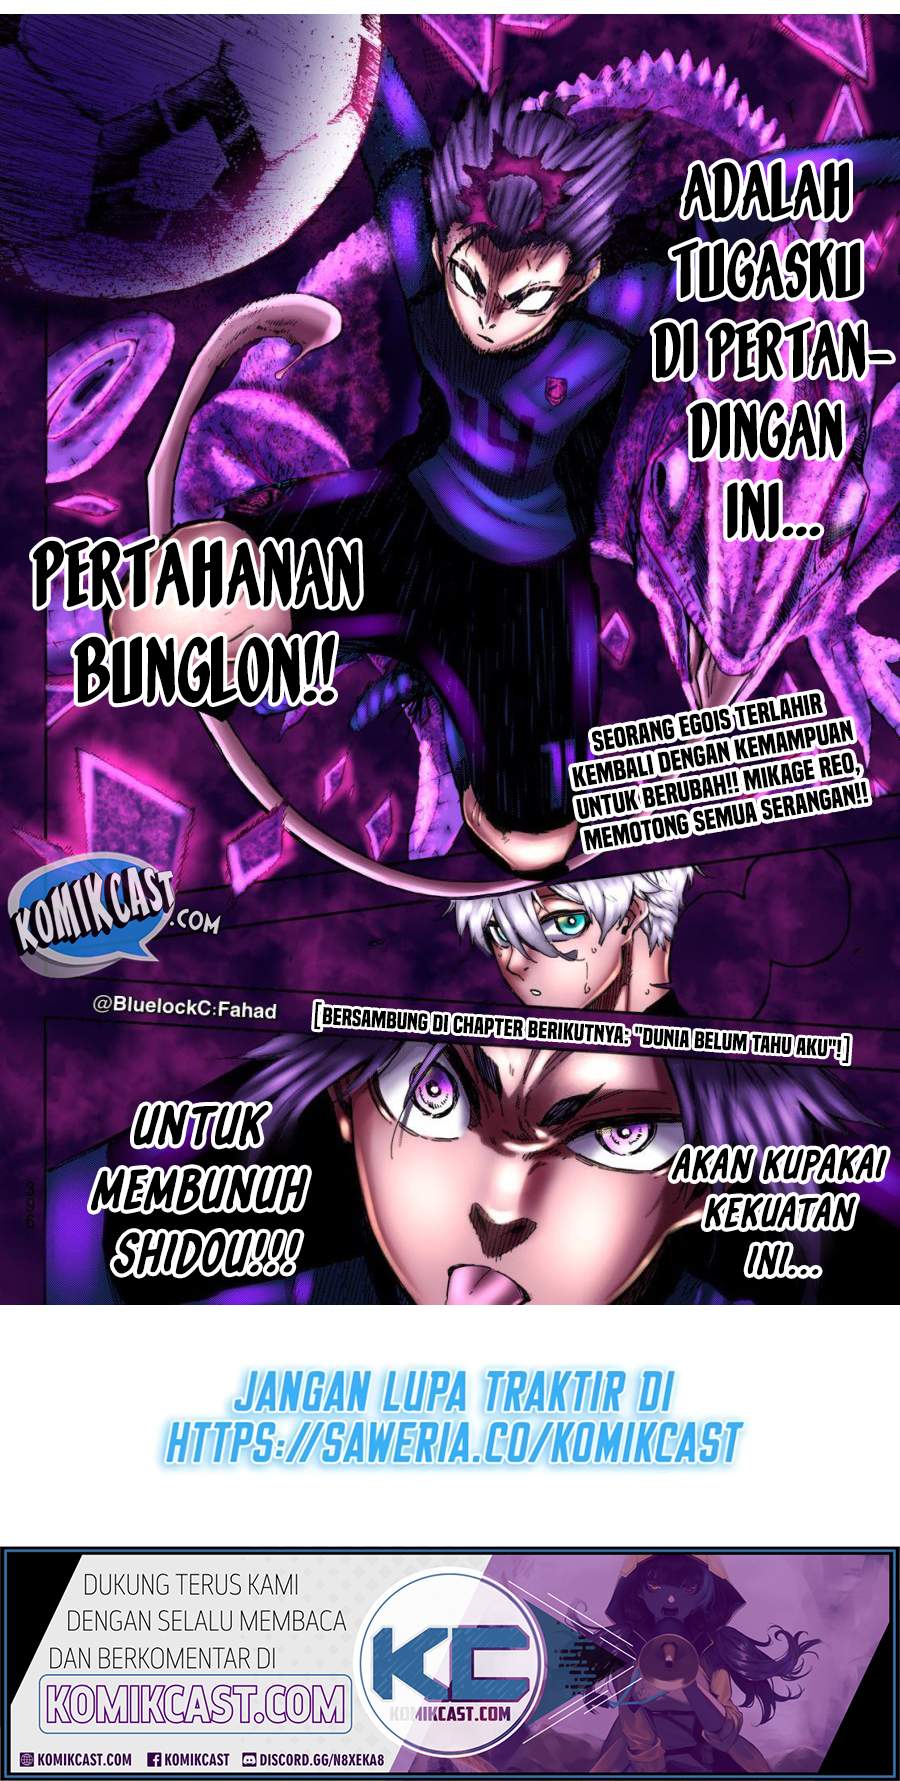 ADALAH
TUGASKU
DI PERTAN-
DINGAN
INI...
PERTAHANAN
BUNGLON!!
SEORANG EGOIS TERLAHIR
KEMBALI DENGAN KEMAMPUAN
UNTUK BERUBAH!! MIKAGE REO,
MEMOTONG SEMUA SERANGAN!!
KOMIKCAST
.COM
@BluelockC:Fahad
[BERSAMBUNG DI CHAPTER BERIKUTNYA: "DUNIA BELUM TAHU AKU"!]
AKAN KUPAKAI
KEKUATAN
INI...
UNTUK
MEMBUNUH
SHIDOU!!!
JANGAN LUPA TRAKTIR DI
HTTPS://SAWERIA.CO/KOMIKCAST
DUKUNG TERUS KAMI
DENGAN SELALU MEMBACA
DAN BERKOMENTAR DI
KOMIKCAST.COM
KC
KOMIKCAST.COM
KOMIKCAST.COM KOMIKCAST DISCORD.GG/N8XEKA8